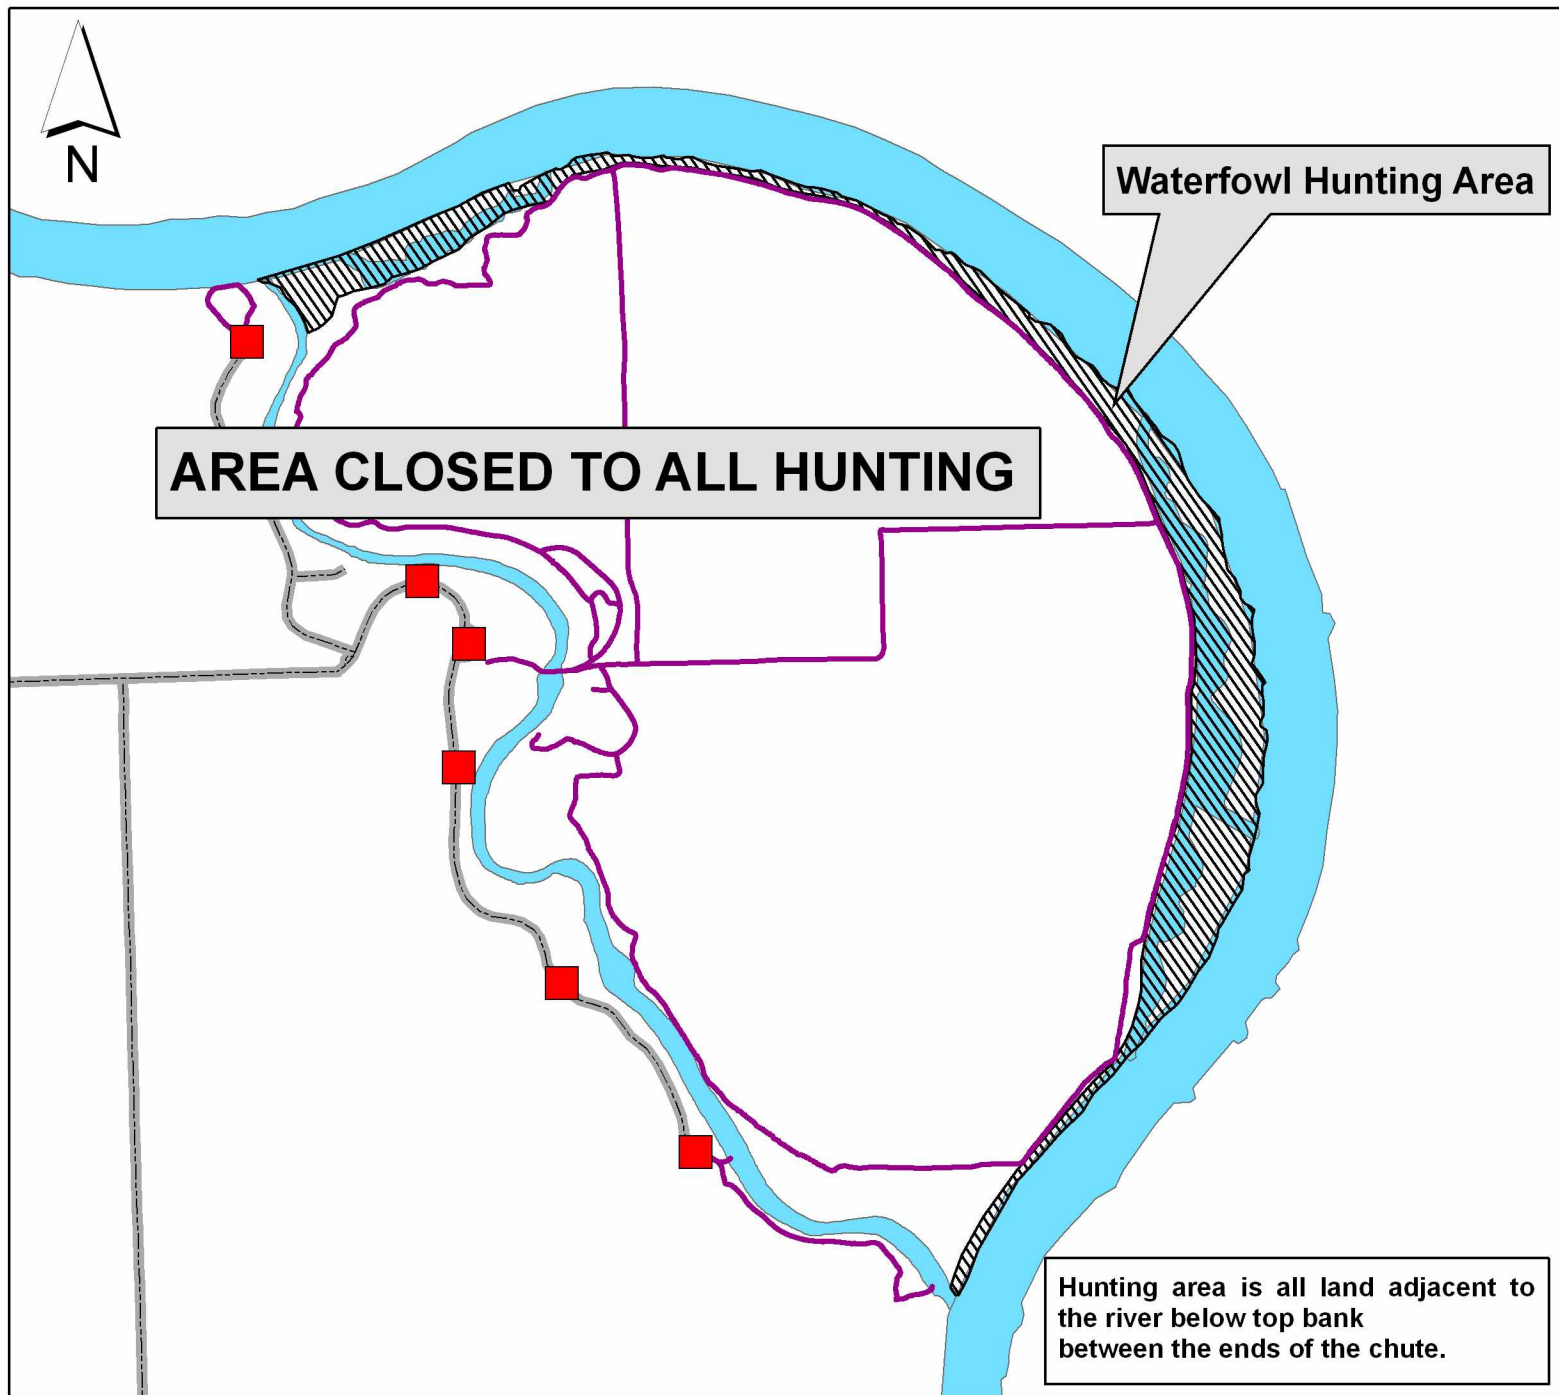 N
Waterfowl Hunting Area
AREA CLOSED TO ALL HUNTING
Hunting area is all land adjacent to
the river below top bank
between the ends of the chute.